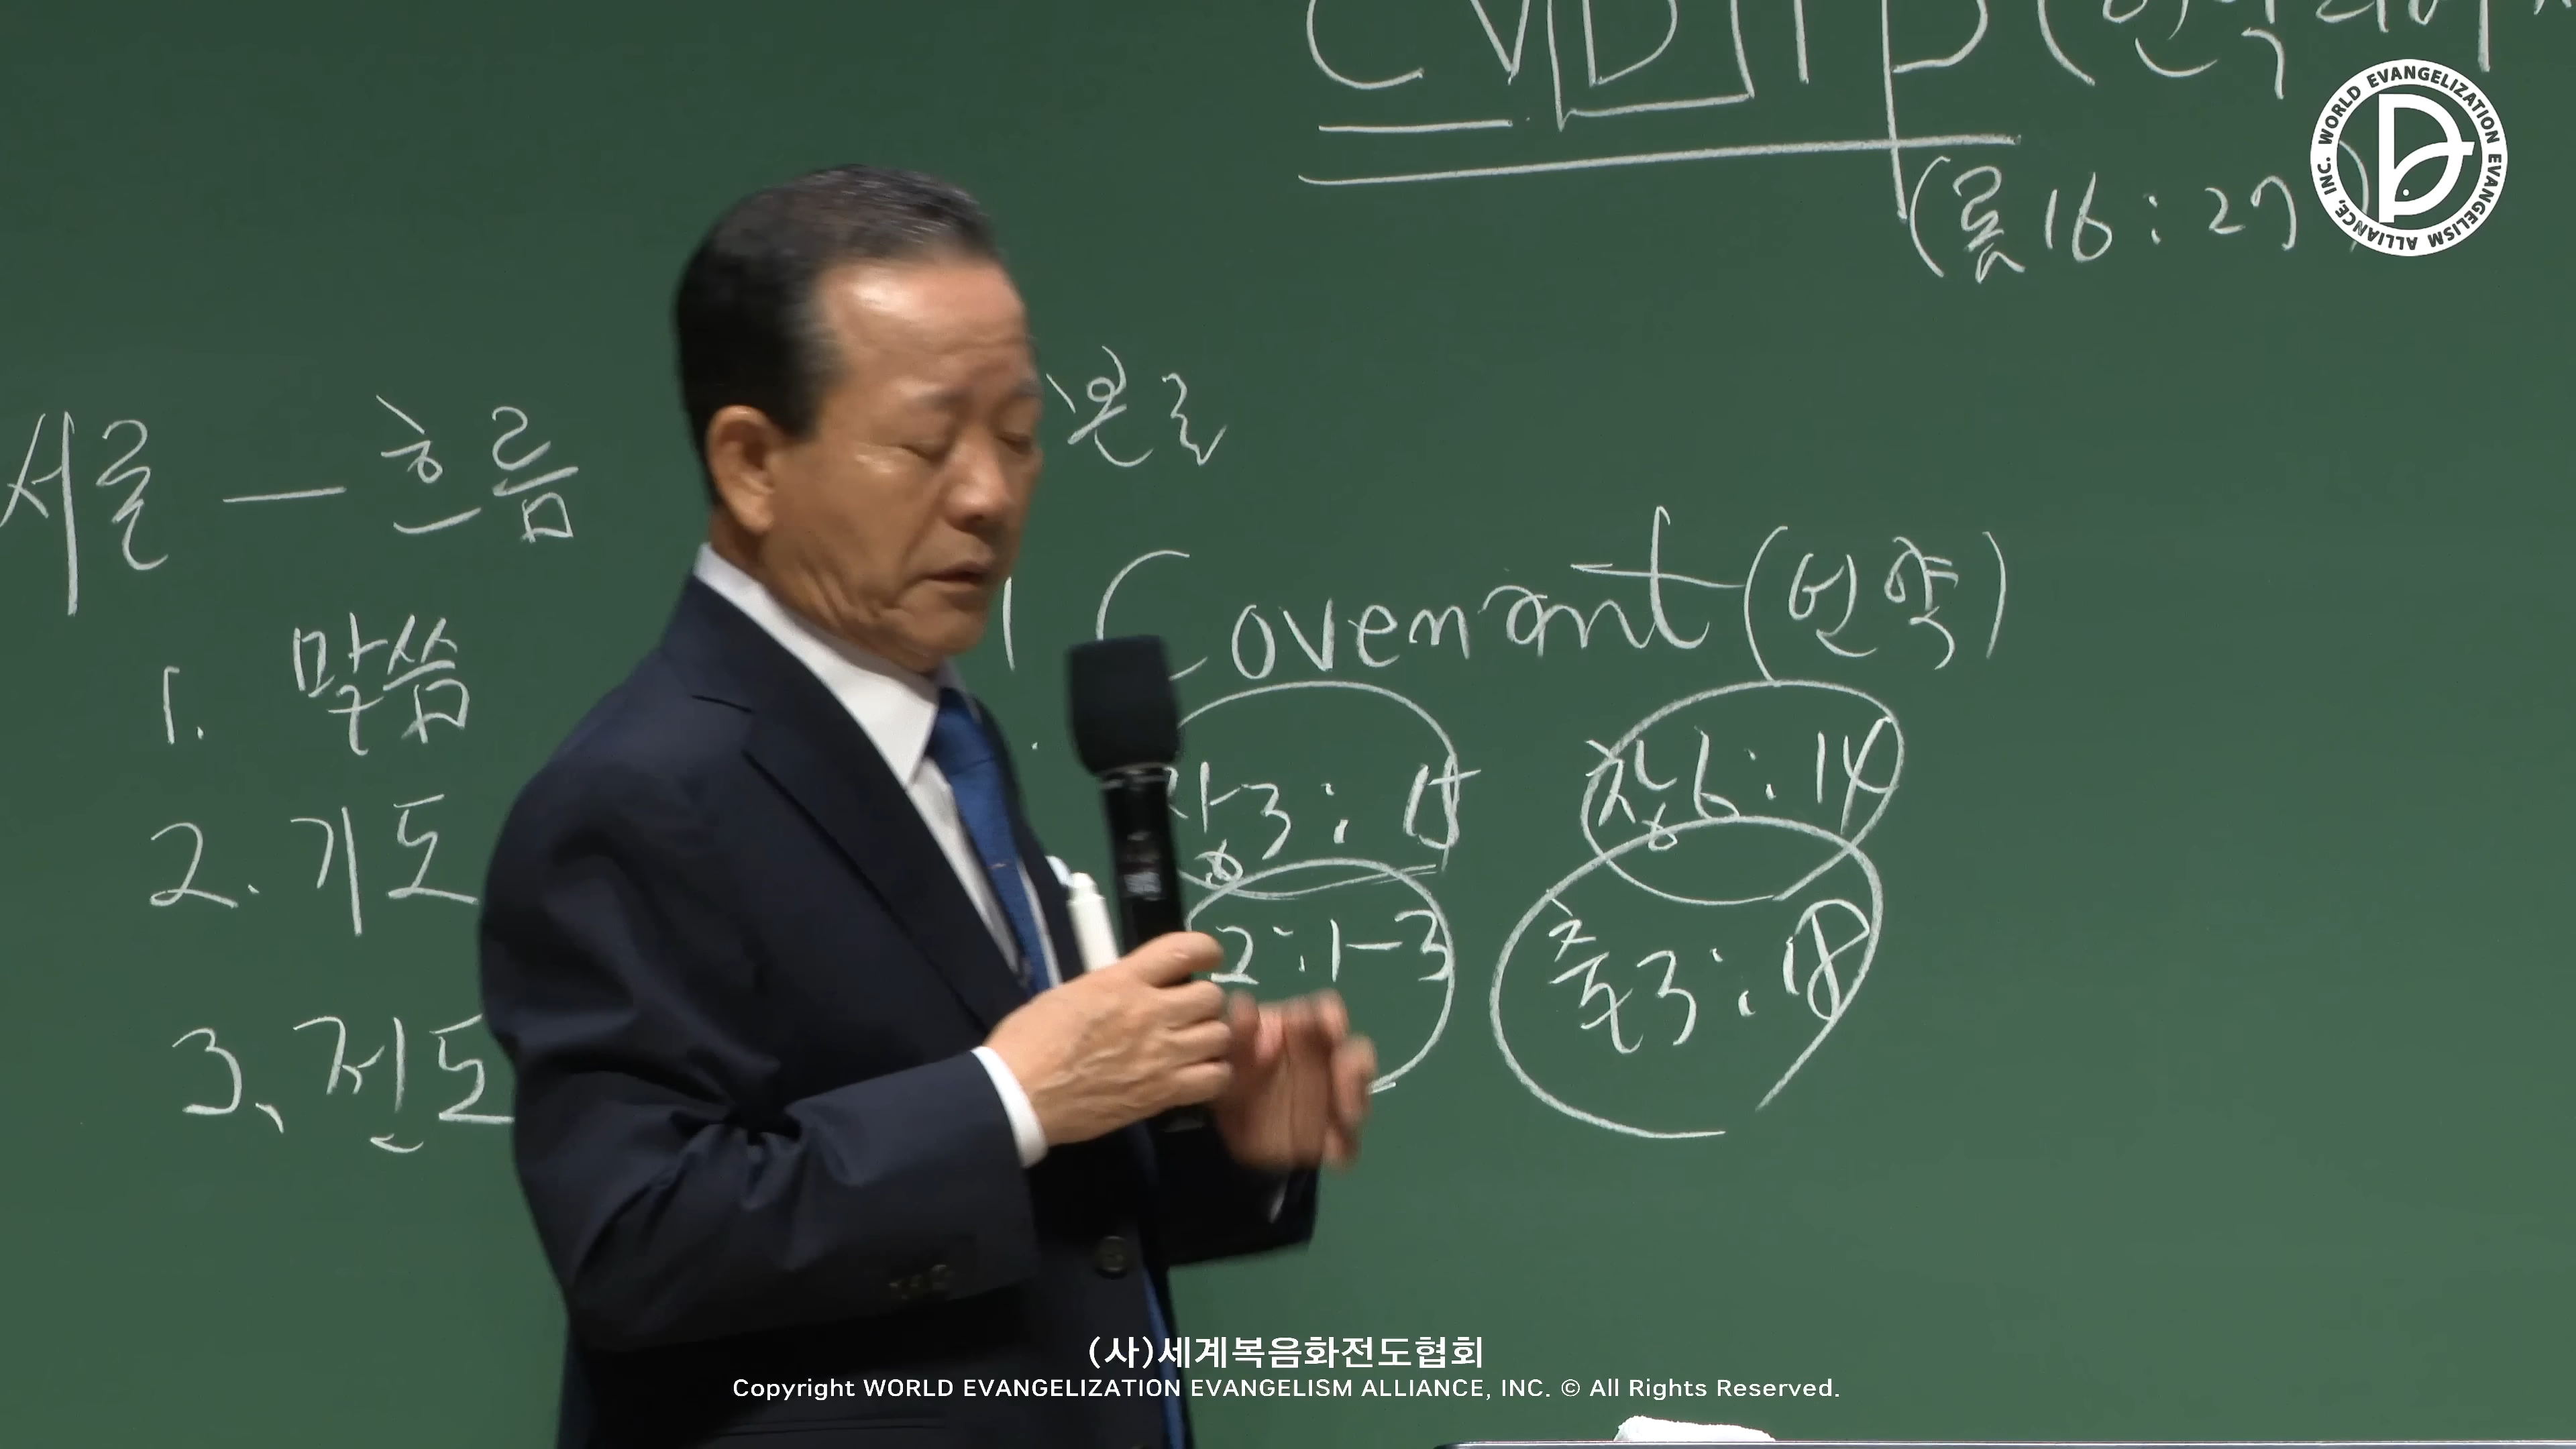 CVDIP
(롬 16:27)
WORLD EVANGELIZATION EVANGELISM ALLIANCE, INC.
서론 — 흐름
본론
1. 말씀
2. 기도
3. 전도
1. Covenant (언약)
창3:15
창6:14
2:1-3
출3:18
(사)세계복음화전도협회
Copyright WORLD EVANGELIZATION EVANGELISM ALLIANCE, INC. © All Rights Reserved.